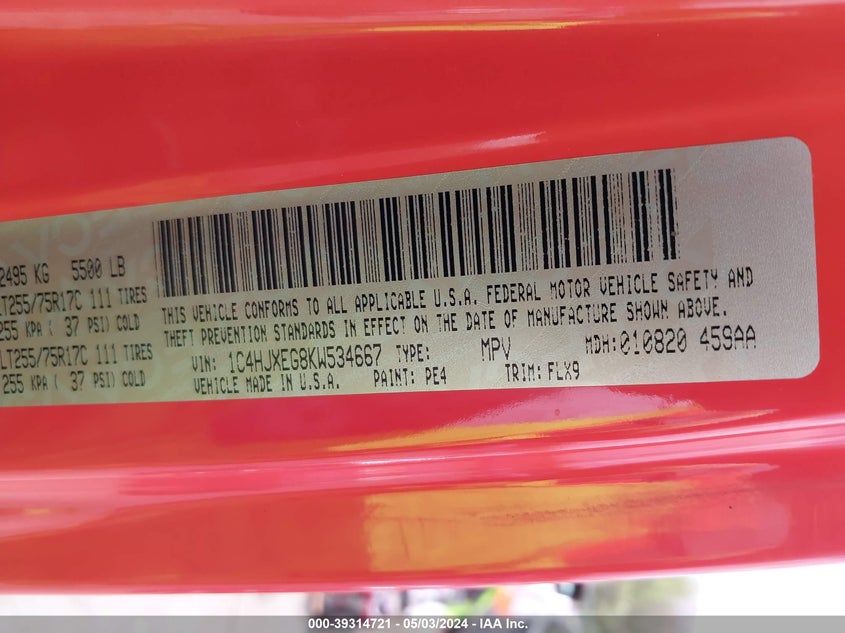 2495 KG 5500 LB
LT255/75R17C 111 TIRES
255 KPA ( 37 PSI) COLD
LT255/75R17C 111 TIRES
255 KPA ( 37 PSI) COLD
THIS VEHICLE CONFORMS TO ALL APPLICABLE U.S.A. FEDERAL MOTOR VEHICLE SAFETY AND
THEFT PREVENTION STANDARDS IN EFFECT ON THE DATE OF MANUFACTURE SHOWN ABOVE.
VIN: 1C4HJXEG8KW534667 TYPE: MPV MDH:010820 459AA
VEHICLE MADE IN U.S.A. PAINT: PE4 TRIM: FLX9
000-39314721 - 05/03/2024 - IAA Inc.